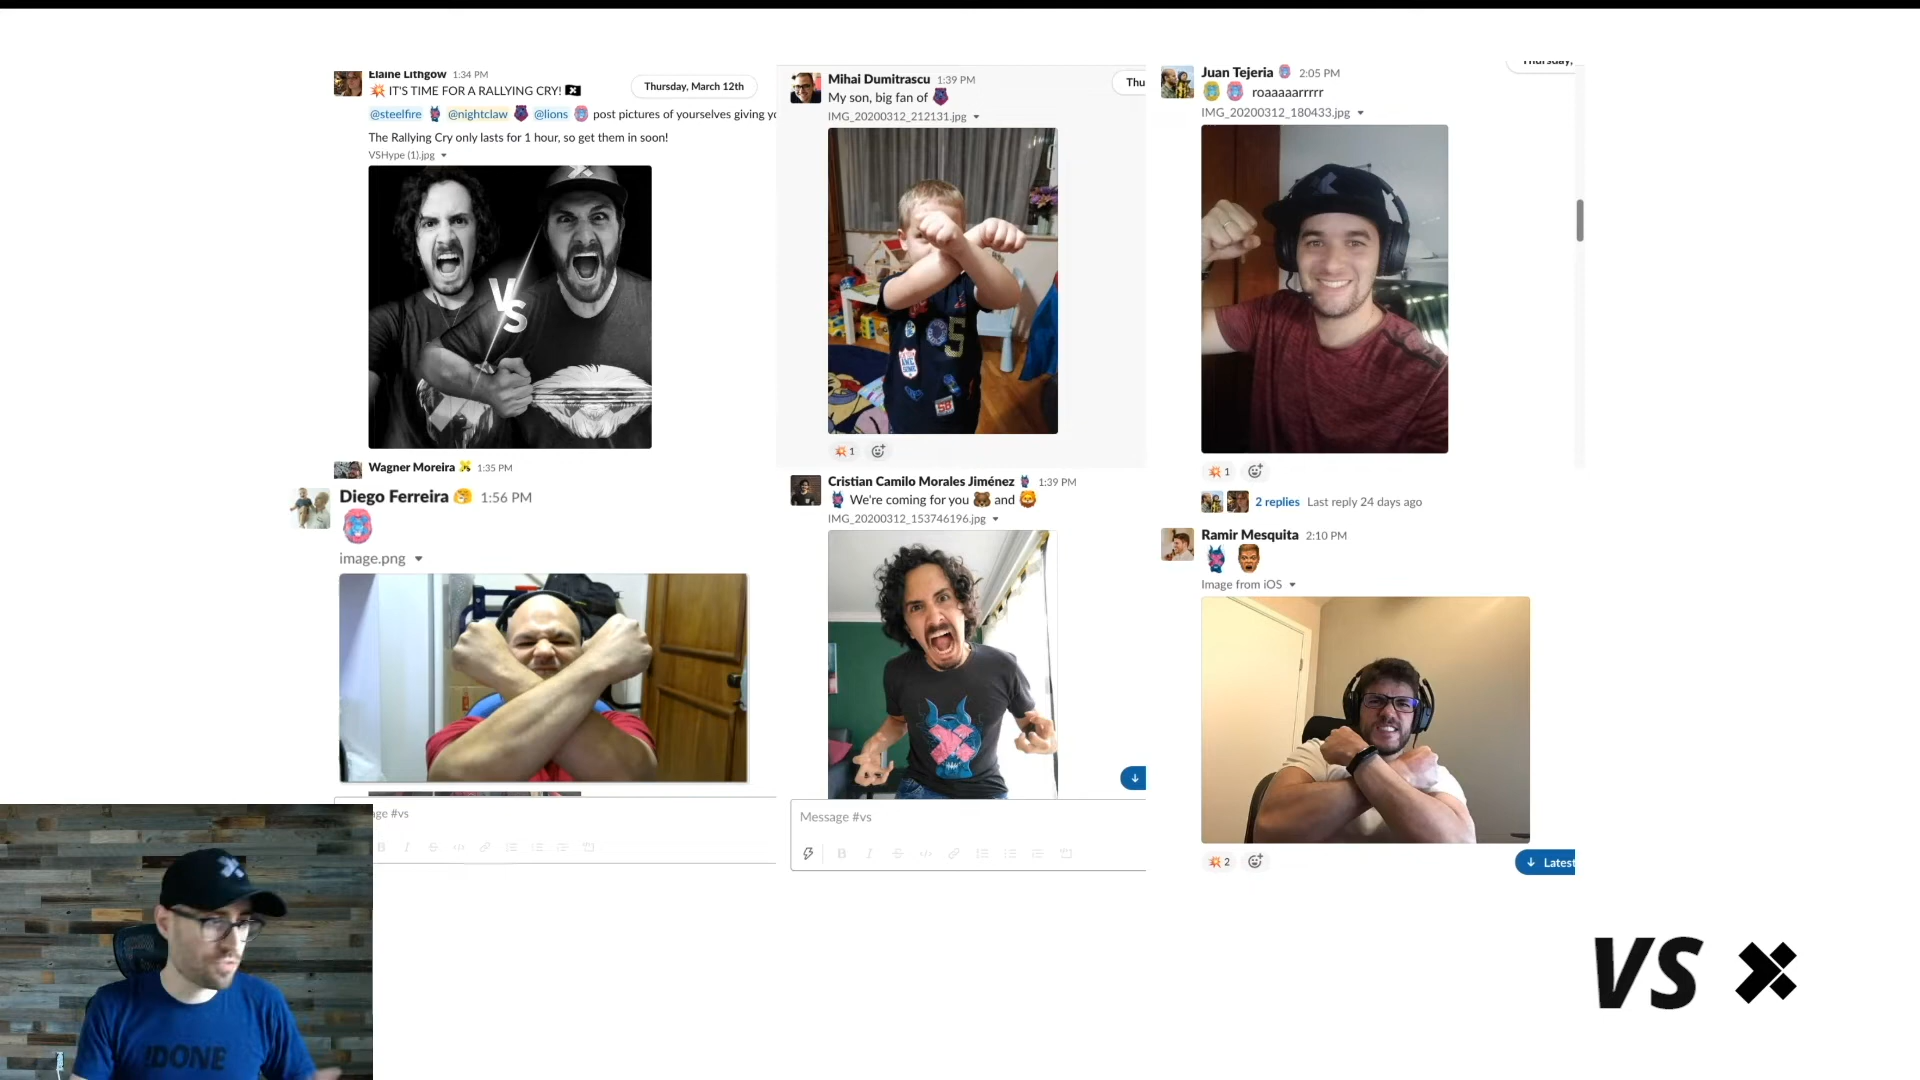 Elaine Lithgow 1:34 PM
IT'S TIME FOR A RALLYING CRY!
Thursday, March 12th
@steelfire @nightclaw @lions post pictures of yourselves giving
The Rallying Cry only lasts for 1 hour, so get them in soon!
VSHype (1).jpg
VS
Wagner Moreira 1:35 PM
Diego Ferreira 1:56 PM
image.png
#vs
Mihai Dumitrascu 1:39 PM
Thu
My son, big fan of
IMG_20200312_212131.jpg
5
1
Cristian Camilo Morales Jiménez 1:39 PM
We're coming for you and
IMG_20200312_153746196.jpg
Message #vs
Thursday,
Juan Tejeria 2:05 PM
roaaaaarrrrr
IMG_20200312_180433.jpg
1
2 replies Last reply 24 days ago
Ramir Mesquita 2:10 PM
Image from iOS
2
Latest
!DONE
VS